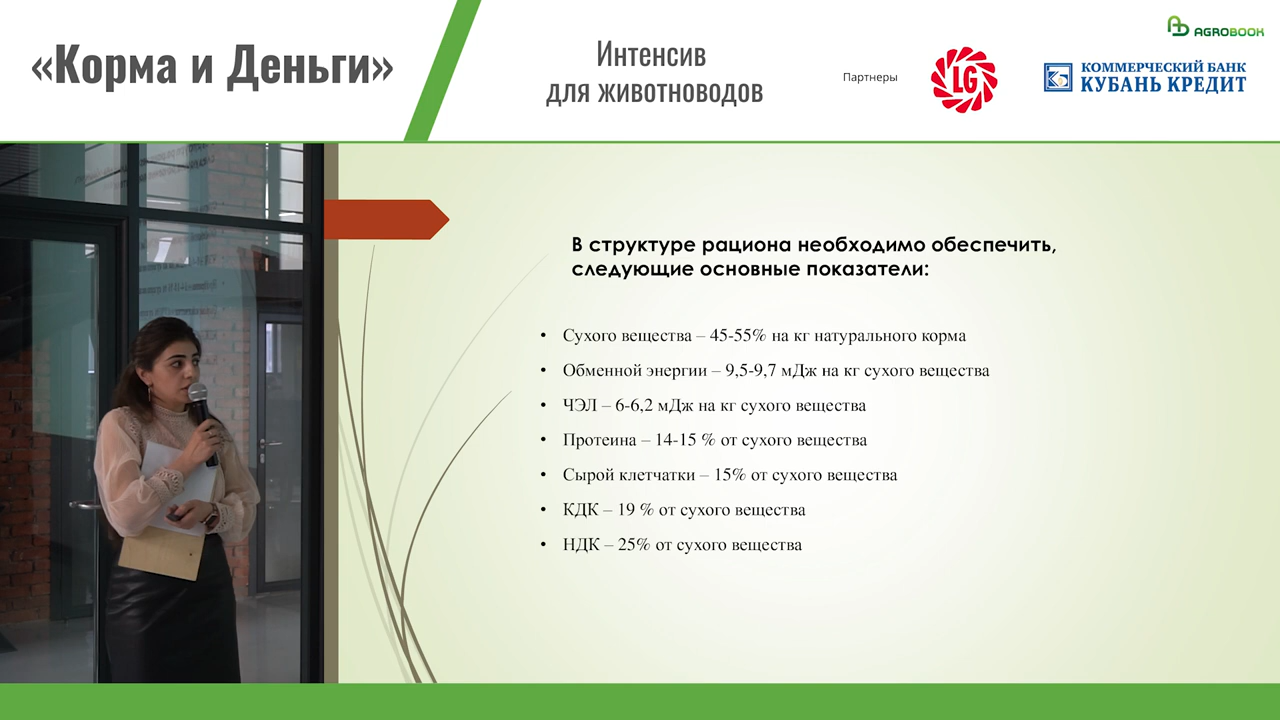 «Корма и Деньги»
Интенсив
для животноводов
Партнеры
LG
КОММЕРЧЕСКИЙ БАНК
КУБАНЬ КРЕДИТ
AGROBOOK
В структуре рациона необходимо обеспечить,
следующие основные показатели:
• Сухого вещества – 45-55% на кг натурального корма
• Обменной энергии – 9,5-9,7 мДж на кг сухого вещества
• ЧЭЛ – 6-6,2 мДж на кг сухого вещества
• Протеина – 14-15 % от сухого вещества
• Сырой клетчатки – 15% от сухого вещества
• КДК – 19 % от сухого вещества
• НДК – 25% от сухого вещества